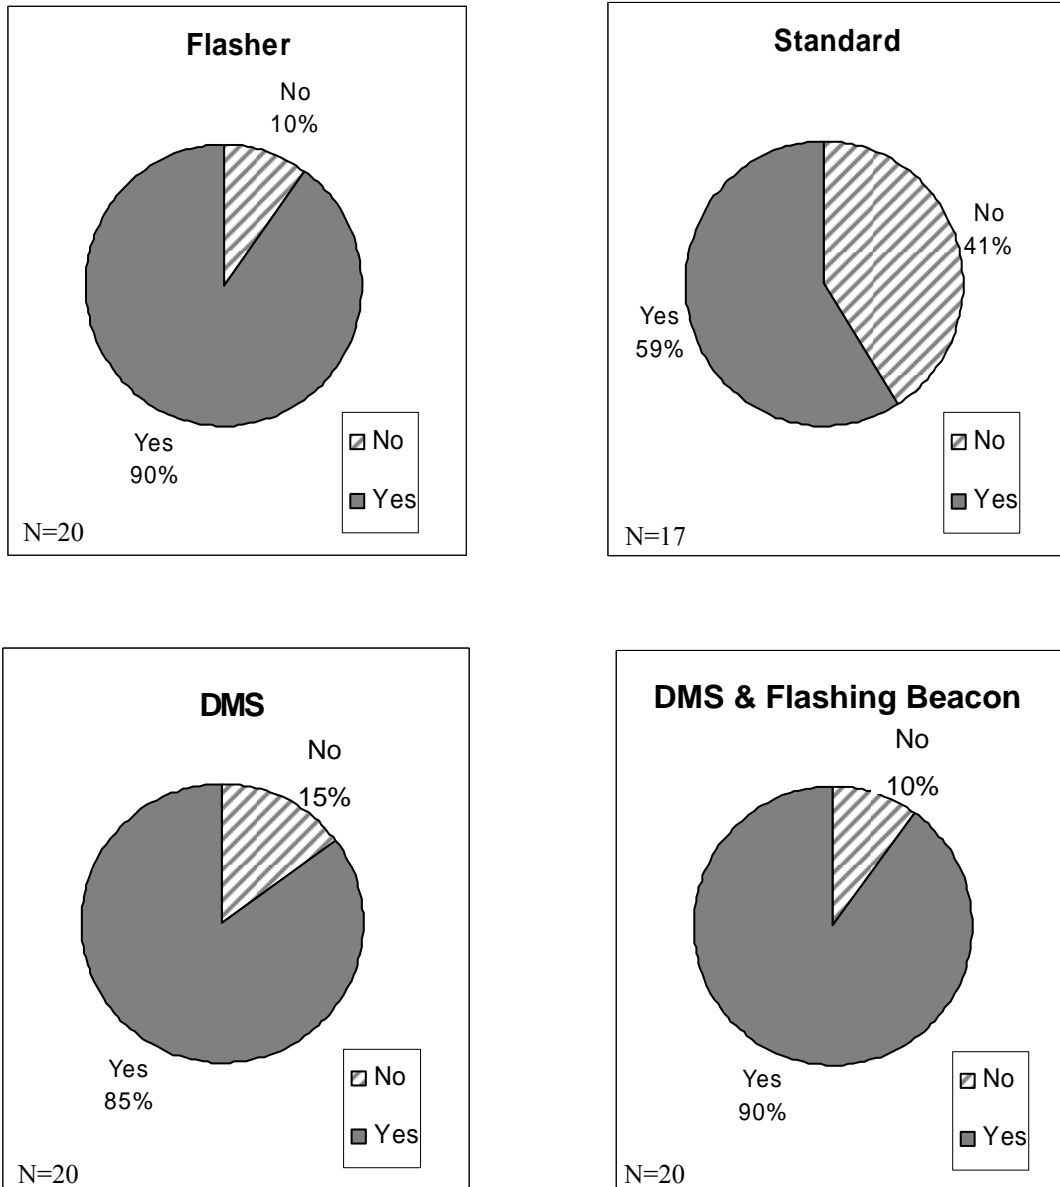 Flasher
No
10%
Yes
90%
No
Yes
N=20
Standard
No
41%
Yes
59%
No
Yes
N=17
DMS
No
15%
Yes
85%
No
Yes
N=20
DMS & Flashing Beacon
No
10%
Yes
90%
No
Yes
N=20